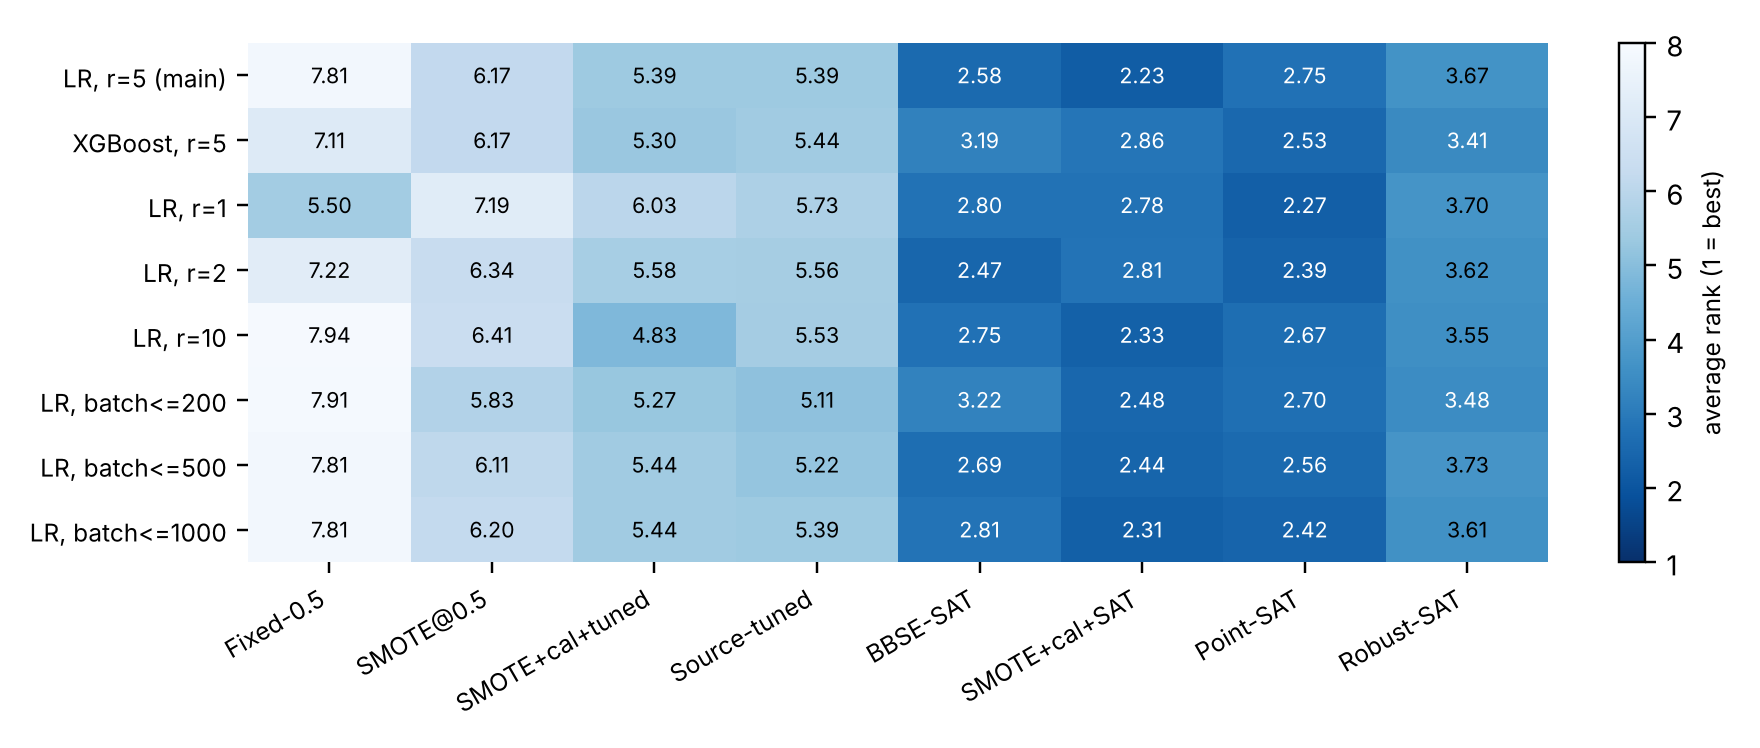 LR, r=5 (main) 7.81 6.17 5.39 5.39 2.58 2.23 2.75 3.67
XGBoost, r=5 7.11 6.17 5.30 5.44 3.19 2.86 2.53 3.41
LR, r=1 5.50 7.19 6.03 5.73 2.80 2.78 2.27 3.70
LR, r=2 7.22 6.34 5.58 5.56 2.47 2.81 2.39 3.62
LR, r=10 7.94 6.41 4.83 5.53 2.75 2.33 2.67 3.55
LR, batch<=200 7.91 5.83 5.27 5.11 3.22 2.48 2.70 3.48
LR, batch<=500 7.81 6.11 5.44 5.22 2.69 2.44 2.56 3.73
LR, batch<=1000 7.81 6.20 5.44 5.39 2.81 2.31 2.42 3.61
Fixed-0.5
SMOTE@0.5
SMOTE+cal+tuned
Source-tuned
BBSE-SAT
SMOTE+cal+SAT
Point-SAT
Robust-SAT
8
7
6
5
4
3
2
1
average rank (1 = best)